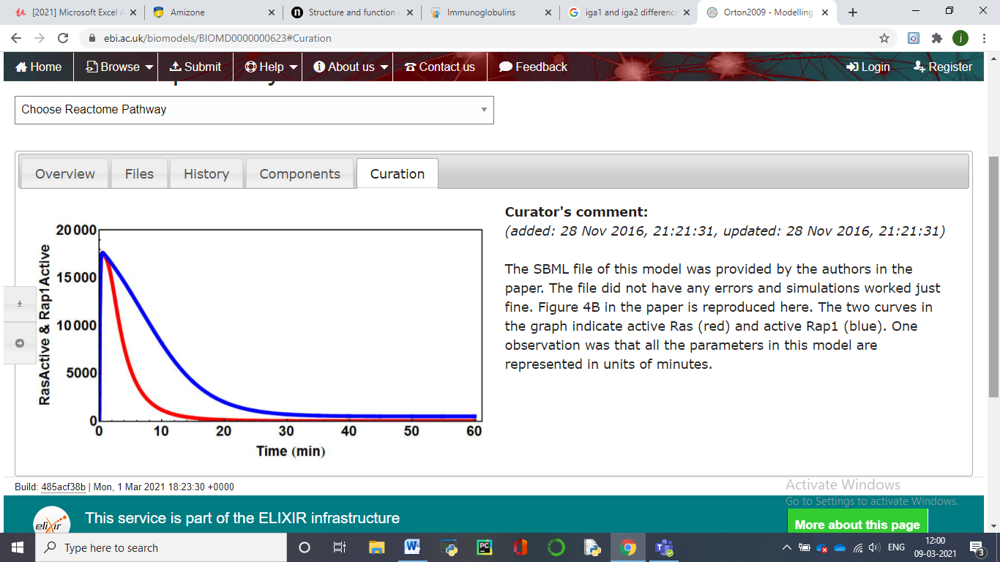 [2021] Microsoft Excel
Amizone
Structure and function
Immunoglobulins
iga1 and iga2 differenc
Orton2009 - Modelling
ebi.ac.uk/biomodels/BIOMD0000000623#Curation
j
Home
Browse
Submit
Help
About us
Contact us
Feedback
Login
Register
Choose Reactome Pathway
Overview
Files
History
Components
Curation
RasActive & Rap1Active
20 000
15 000
10 000
5000
0
0 10 20 30 40 50 60
Time (min)
Curator's comment:
(added: 28 Nov 2016, 21:21:31, updated: 28 Nov 2016, 21:21:31)
The SBML file of this model was provided by the authors in the
paper. The file did not have any errors and simulations worked just
fine. Figure 4B in the paper is reproduced here. The two curves in
the graph indicate active Ras (red) and active Rap1 (blue). One
observation was that all the parameters in this model are
represented in units of minutes.
Build: 485acf38b | Mon, 1 Mar 2021 18:23:30 +0000
Activate Windows
Go to Settings to activate Windows.
elixir
This service is part of the ELIXIR infrastructure
More about this page
Type here to search
ENG
12:00
09-03-2021
3